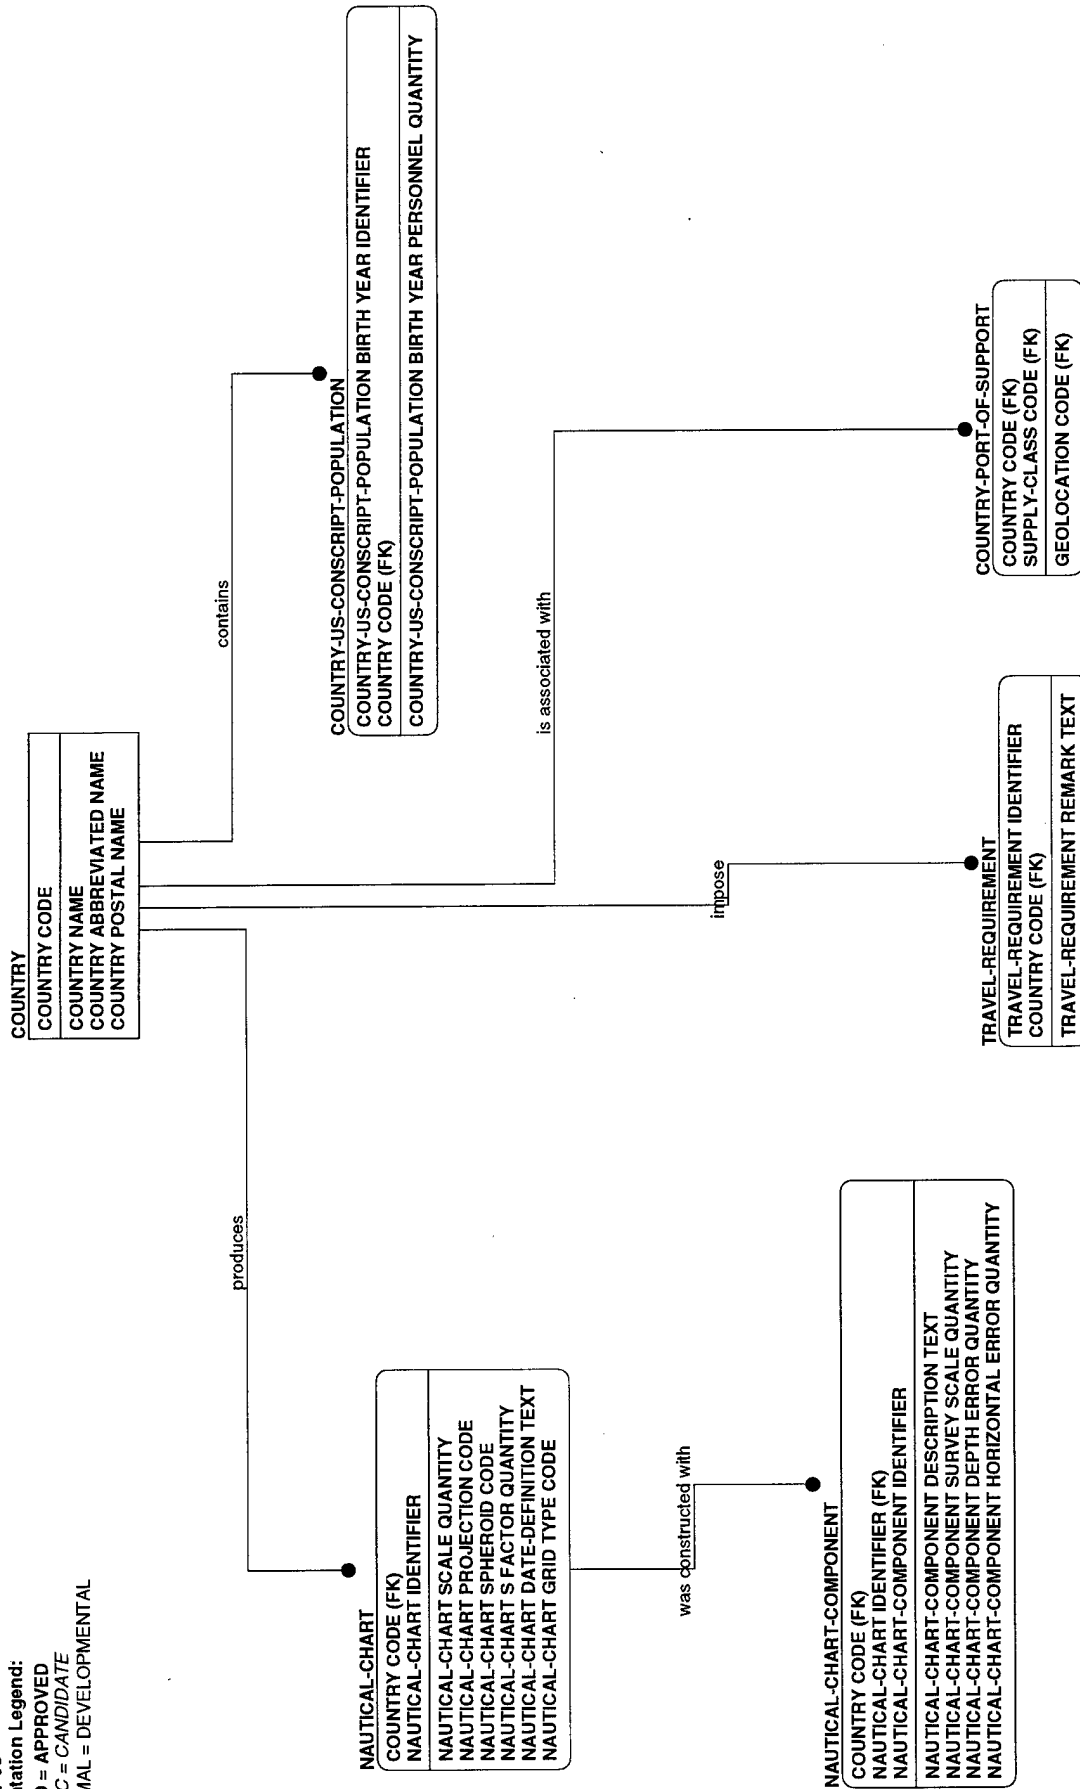 tation Legend:
= APPROVED
C = CANDIDATE
MAL = DEVELOPMENTAL
COUNTRY
COUNTRY CODE
COUNTRY NAME
COUNTRY ABBREVIATED NAME
COUNTRY POSTAL NAME
produces
contains
is associated with
impose
NAUTICAL-CHART
COUNTRY CODE (FK)
NAUTICAL-CHART IDENTIFIER
NAUTICAL-CHART SCALE QUANTITY
NAUTICAL-CHART PROJECTION CODE
NAUTICAL-CHART SPHEROID CODE
NAUTICAL-CHART S FACTOR QUANTITY
NAUTICAL-CHART DATE-DEFINITION TEXT
NAUTICAL-CHART GRID TYPE CODE
was constructed with
NAUTICAL-CHART-COMPONENT
COUNTRY CODE (FK)
NAUTICAL-CHART IDENTIFIER (FK)
NAUTICAL-CHART-COMPONENT IDENTIFIER
NAUTICAL-CHART-COMPONENT DESCRIPTION TEXT
NAUTICAL-CHART-COMPONENT SURVEY SCALE QUANTITY
NAUTICAL-CHART-COMPONENT DEPTH ERROR QUANTITY
NAUTICAL-CHART-COMPONENT HORIZONTAL ERROR QUANTITY
COUNTRY-US-CONSCRIPT-POPULATION
COUNTRY-US-CONSCRIPT-POPULATION BIRTH YEAR IDENTIFIER
COUNTRY CODE (FK)
COUNTRY-US-CONSCRIPT-POPULATION BIRTH YEAR PERSONNEL QUANTITY
TRAVEL-REQUIREMENT
TRAVEL-REQUIREMENT IDENTIFIER
COUNTRY CODE (FK)
TRAVEL-REQUIREMENT REMARK TEXT
COUNTRY-PORT-OF-SUPPORT
COUNTRY CODE (FK)
SUPPLY-CLASS CODE (FK)
GEOLOCATION CODE (FK)